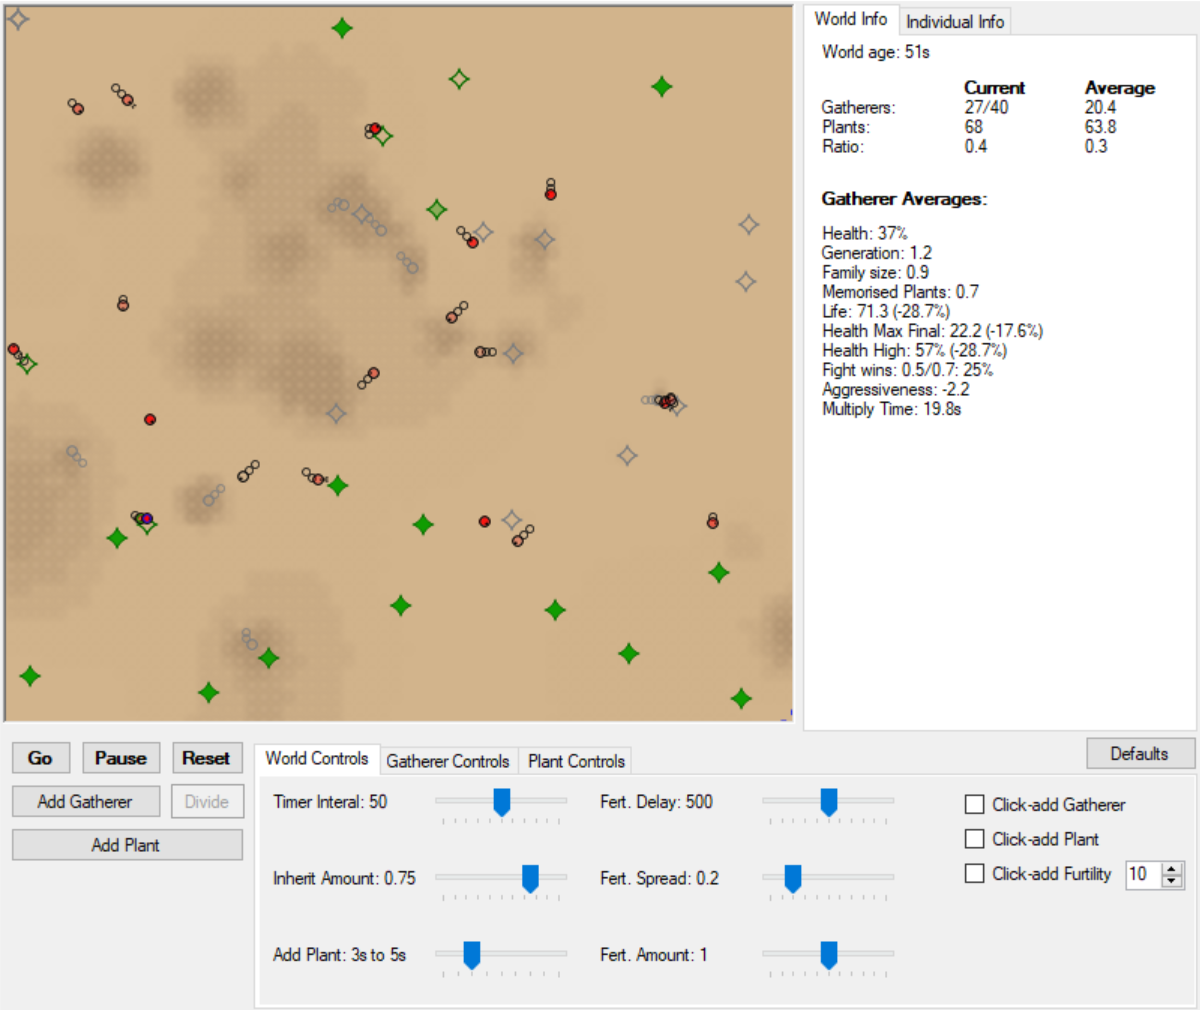 World Info
Individual Info
World age: 51s
Current Average
Gatherers: 27/40 20.4
Plants: 68 63.8
Ratio: 0.4 0.3
Gatherer Averages:
Health: 37%
Generation: 1.2
Family size: 0.9
Memorised Plants: 0.7
Life: 71.3 (-28.7%)
Health Max Final: 22.2 (-17.6%)
Health High: 57% (-28.7%)
Fight wins: 0.5/0.7: 25%
Aggressiveness: -2.2
Multiply Time: 19.8s
Go Pause Reset
Add Gatherer Divide
Add Plant
World Controls Gatherer Controls Plant Controls
Defaults
Timer Interal: 50 Fert. Delay: 500 Click-add Gatherer
Click-add Plant
Inherit Amount: 0.75 Fert. Spread: 0.2 Click-add Furtility 10
Add Plant: 3s to 5s Fert. Amount: 1